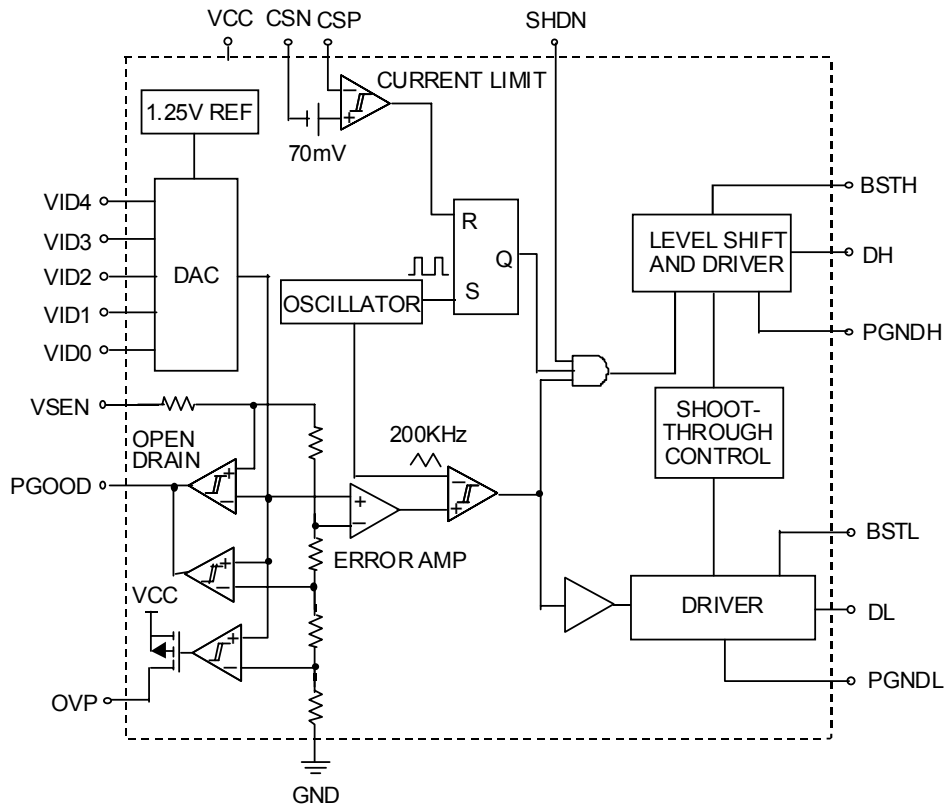 VCC CSN CSP SHDN
CURRENT LIMIT
1.25V REF
70mV
VID4
VID3
VID2
VID1
VID0
DAC
R
S
Q
OSCILLATOR
BSTH
LEVEL SHIFT
AND DRIVER
DH
PGNDH
VSEN
OPEN
DRAIN
PGOOD
200KHz
SHOOT-
THROUGH
CONTROL
+
−
+
−
−
+
−
+
ERROR AMP
+
−
+
−
VCC
OVP
BSTL
DRIVER
DL
PGNDL
GND